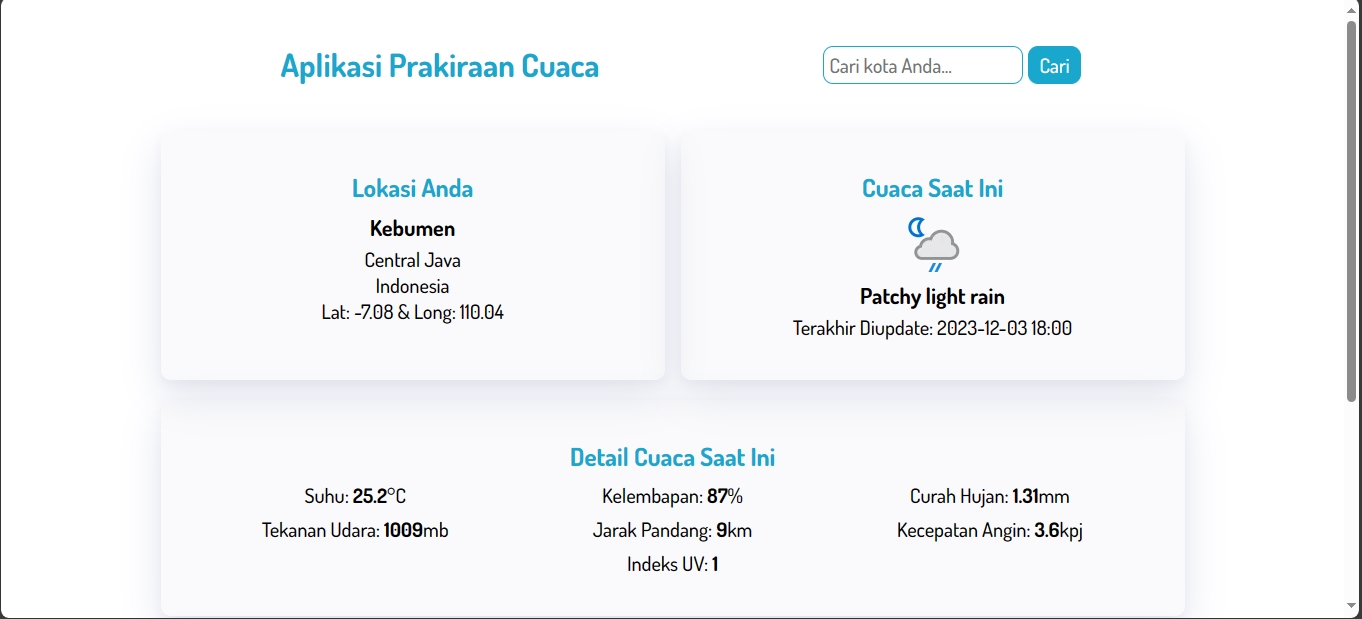 Aplikasi Prakiraan Cuaca
Cari kota Anda...
Cari
Lokasi Anda
Kebumen
Central Java
Indonesia
Lat: -7.08 & Long: 110.04
Cuaca Saat Ini
Patchy light rain
Terakhir Diupdate: 2023-12-03 18:00
Detail Cuaca Saat Ini
Suhu: 25.2°C
Kelembapan: 87%
Curah Hujan: 1.31mm
Tekanan Udara: 1009mb
Jarak Pandang: 9km
Kecepatan Angin: 3.6kpj
Indeks UV: 1